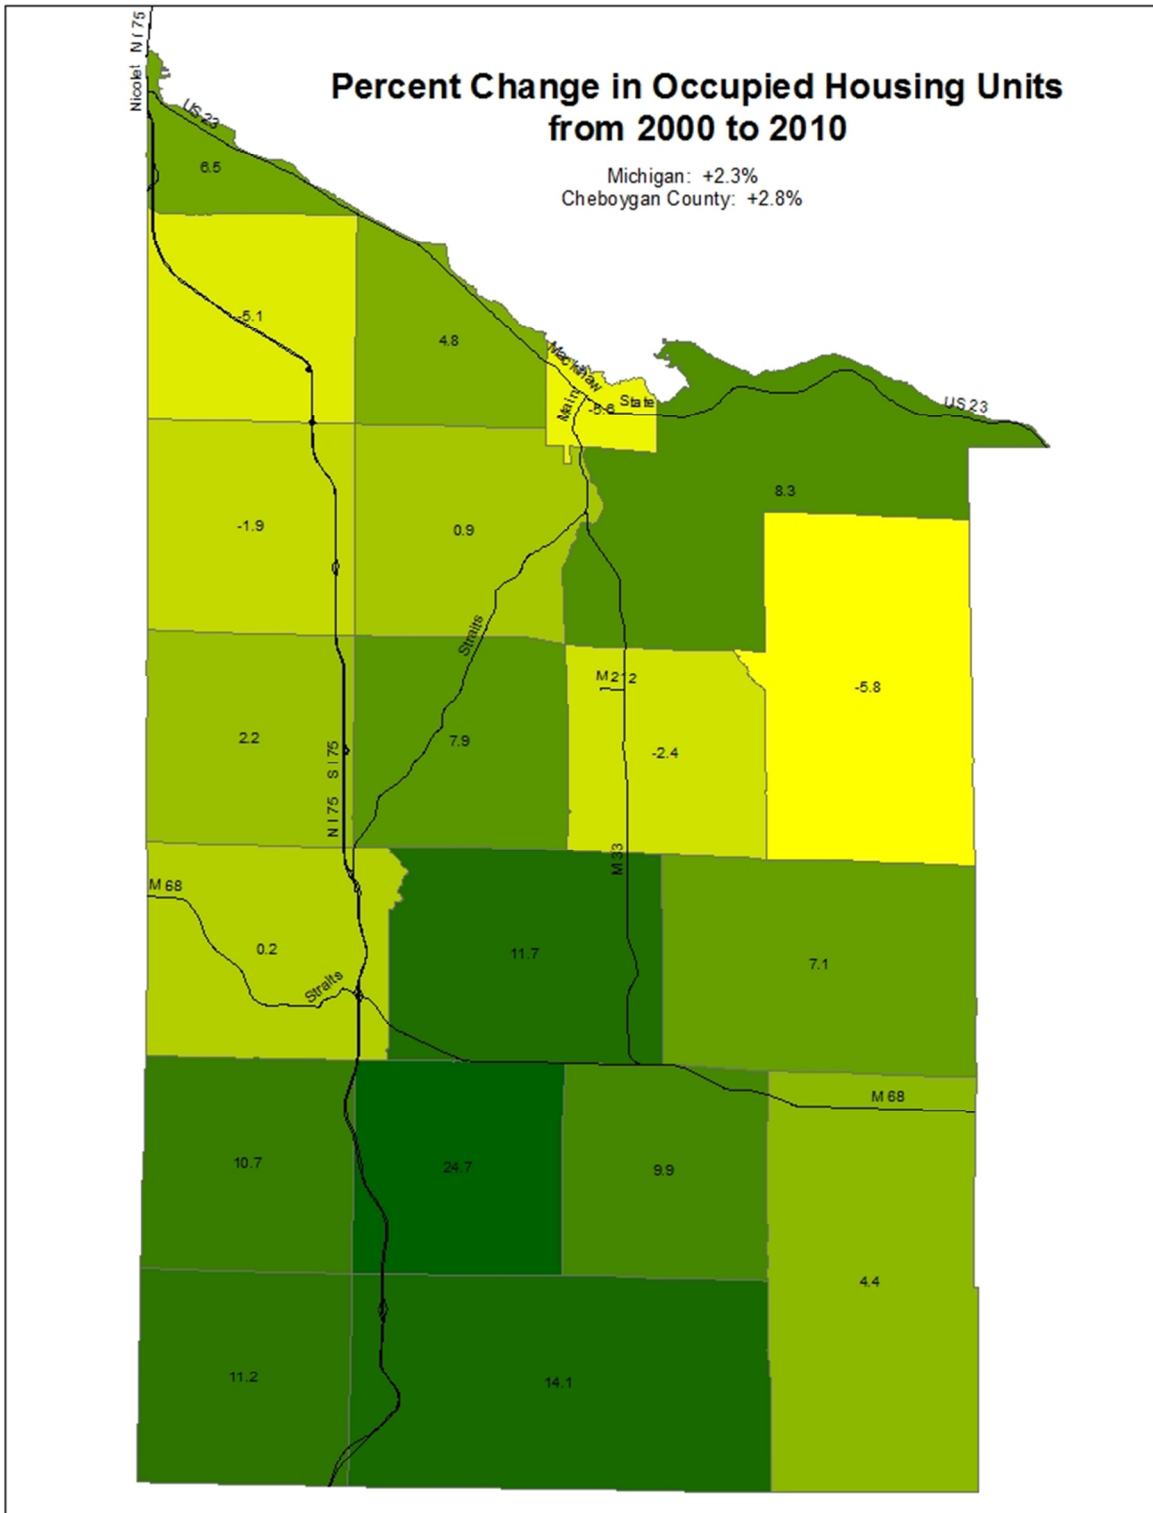 Nicolet N I 75
Percent Change in Occupied Housing Units
from 2000 to 2010
Michigan: +2.3%
Cheboygan County: +2.8%
US 23
6.5
-5.1
4.8
Mackinaw
Main
-5.6
State
US 23
8.3
-1.9
0.9
Straits
M 212
-5.8
2.2
N I 75 S I 75
7.9
-2.4
M 33
M 68
0.2
Straits
11.7
7.1
M 68
10.7
24.7
9.9
4.4
11.2
14.1